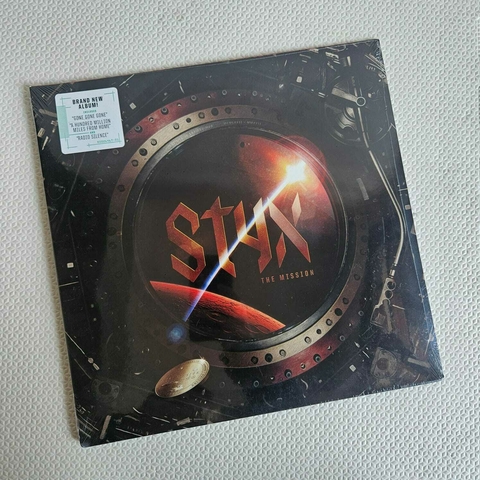 BRAND NEW
ALBUM!
"GONE GONE GONE"
"A HUNDRED MILLION
MILES FROM HOME"
"RADIO SILENCE"
STYX
THE MISSION